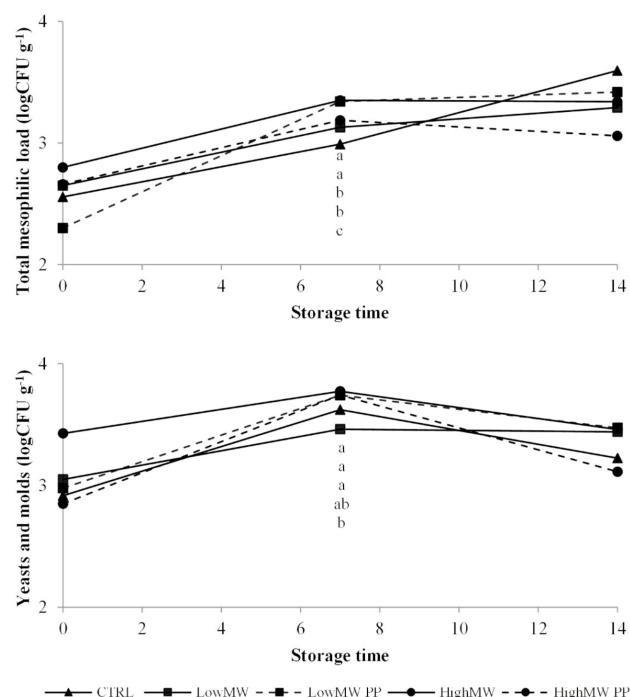 Total mesophilic load (logCFU g-1)
4
3
2
a
a
b
b
c
0 2 4 6 8 10 12 14
Storage time
Yeasts and molds (logCFU g-1)
4
3
2
a
a
a
ab
b
0 2 4 6 8 10 12 14
Storage time
CTRL LowMW LowMW PP HighMW HighMW PP